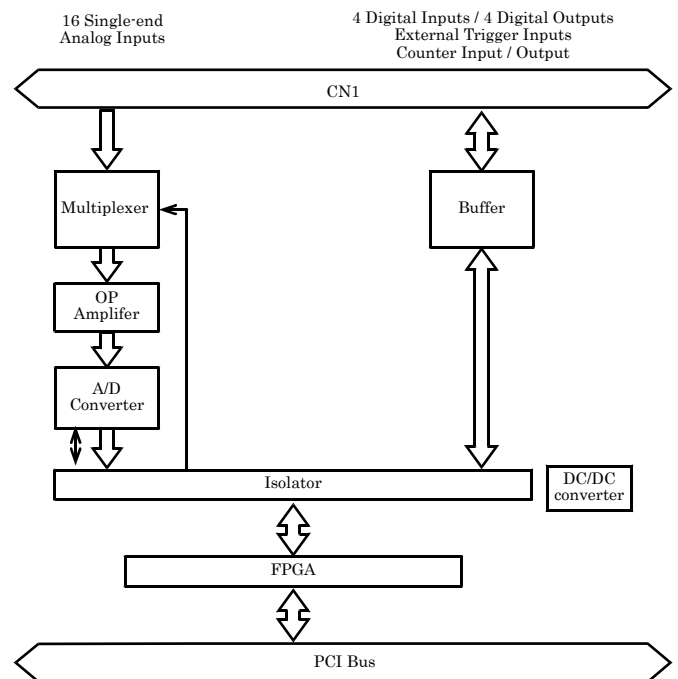 16 Single-end
Analog Inputs
4 Digital Inputs / 4 Digital Outputs
External Trigger Inputs
Counter Input / Output
CN1
Multiplexer
Buffer
OP
Amplifer
A/D
Converter
Isolator
DC/DC
converter
FPGA
PCI Bus